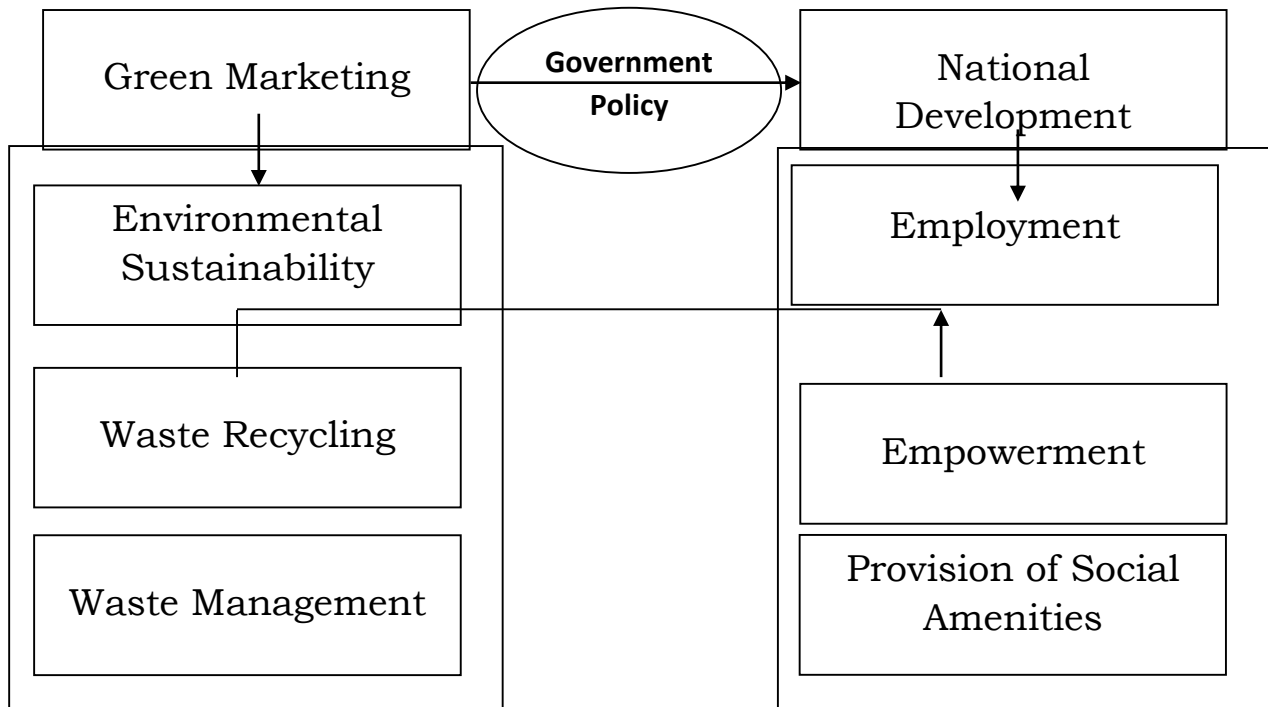 Green Marketing
Government
Policy
National
Development
Environmental
Sustainability
Employment
Waste Recycling
Empowerment
Waste Management
Provision of Social
Amenities